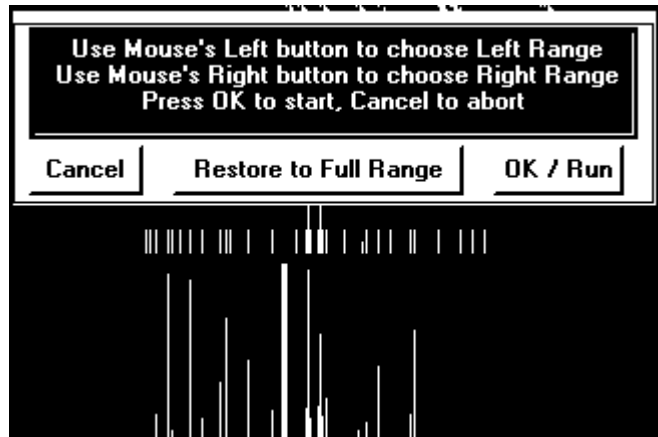 Use Mouse's Left button to choose Left Range
Use Mouse's Right button to choose Right Range
Press OK to start, Cancel to abort
Cancel
Restore to Full Range
OK / Run